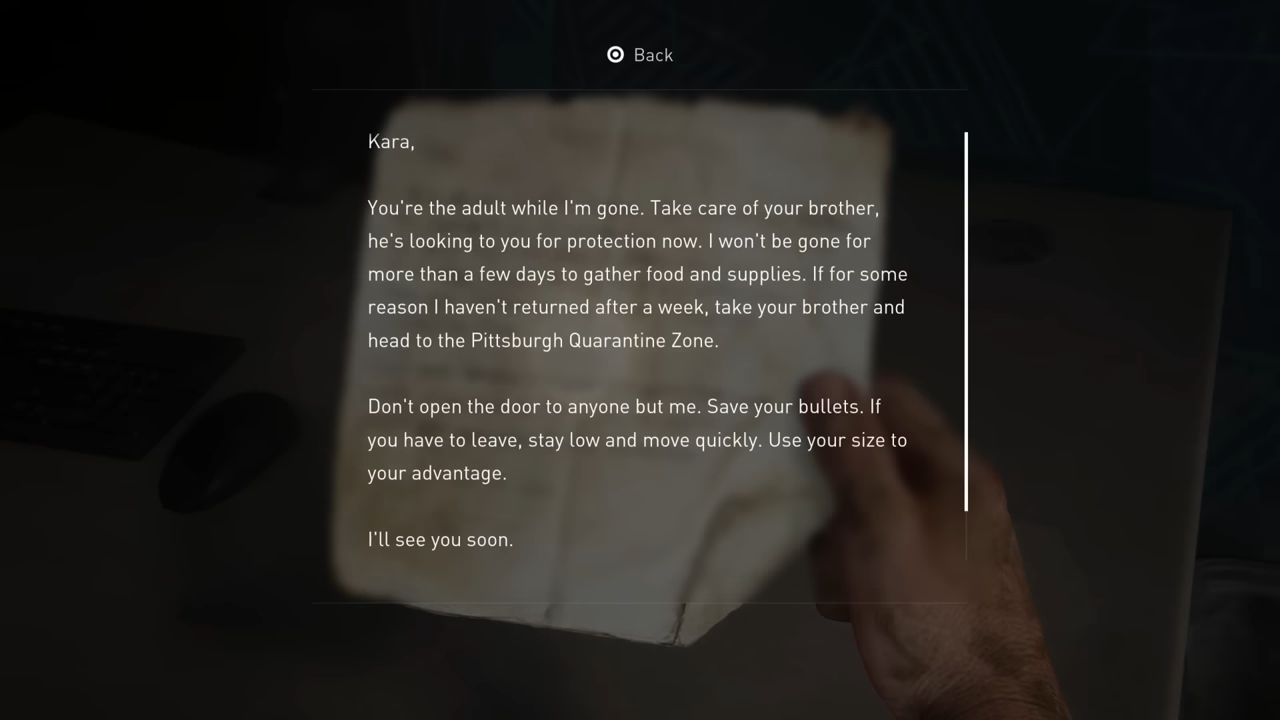 Back
Kara,
You're the adult while I'm gone. Take care of your brother,
he's looking to you for protection now. I won't be gone for
more than a few days to gather food and supplies. If for some
reason I haven't returned after a week, take your brother and
head to the Pittsburgh Quarantine Zone.
Don't open the door to anyone but me. Save your bullets. If
you have to leave, stay low and move quickly. Use your size to
your advantage.
I'll see you soon.